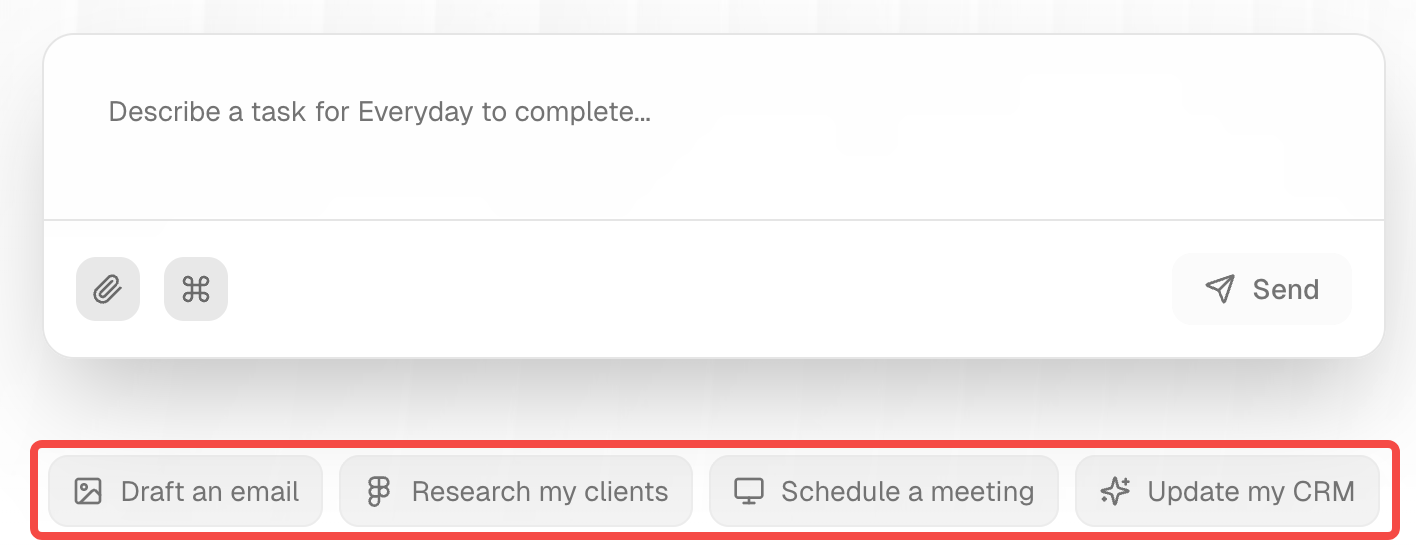 Describe a task for Everyday to complete...
Send
Draft an email
Research my clients
Schedule a meeting
Update my CRM